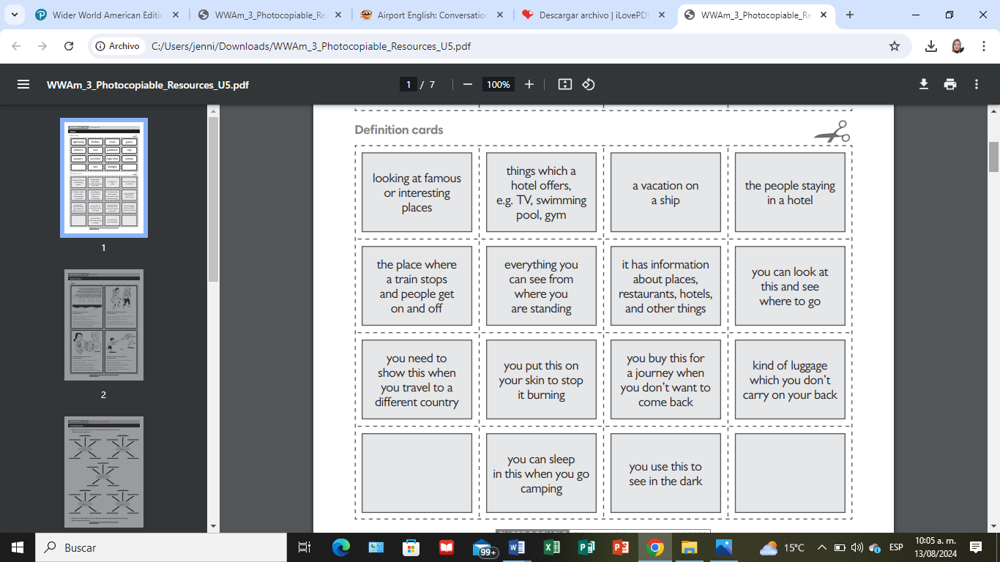 Wider World American Editio
WWAm_3_Photocopiable_Re
Airport English: Conversation
Descargar archivo | iLovePDF
WWAm_3_Photocopiable_Re
Archivo
C:/Users/jenni/Downloads/WWAm_3_Photocopiable_Resources_U5.pdf
WWAm_3_Photocopiable_Resources_U5.pdf
1 / 7
100%
Definition cards
looking at famous
or interesting
places
things which a
hotel offers,
e.g. TV, swimming
pool, gym
a vacation on
a ship
the people staying
in a hotel
the place where
a train stops
and people get
on and off
everything you
can see from
where you
are standing
it has information
about places,
restaurants, hotels,
and other things
you can look at
this and see
where to go
you need to
show this when
you travel to a
different country
you put this on
your skin to stop
it burning
you buy this for
a journey when
you don't want to
come back
kind of luggage
which you don't
carry on your back
you can sleep
in this when you go
camping
you use this to
see in the dark
1
2
Buscar
99+
15°C
ESP
10:05 a. m.
13/08/2024